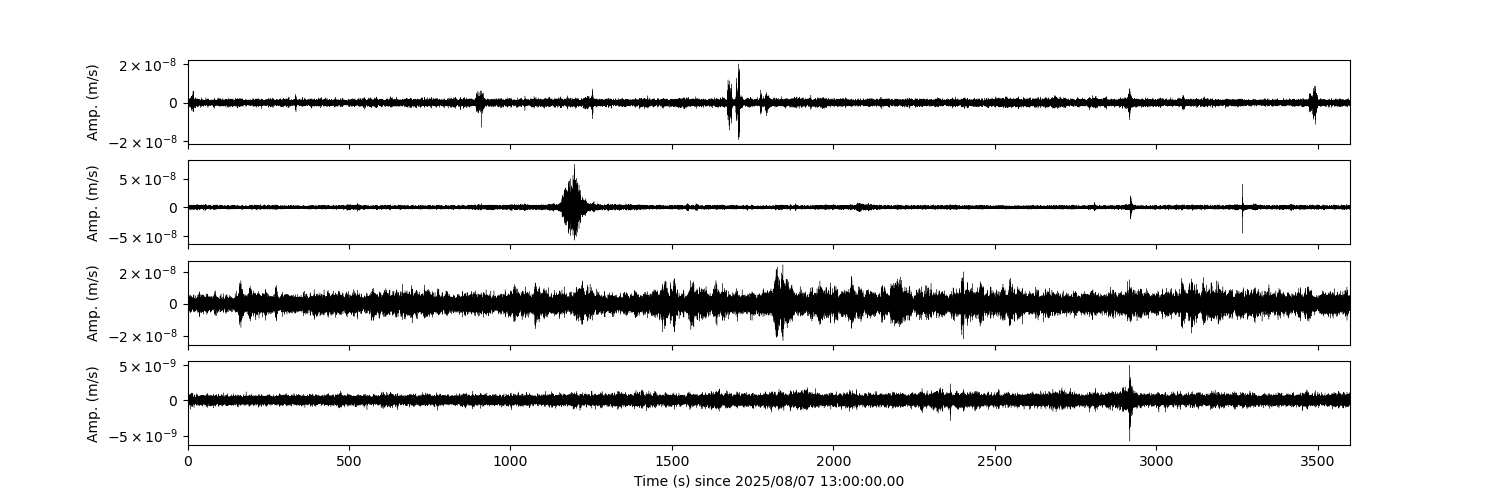 Amp. (m/s)
2×10⁻⁸
0
−2×10⁻⁸
Amp. (m/s)
5×10⁻⁸
0
−5×10⁻⁸
Amp. (m/s)
2×10⁻⁸
0
−2×10⁻⁸
Amp. (m/s)
5×10⁻⁹
0
−5×10⁻⁹
0 500 1000 1500 2000 2500 3000 3500
Time (s) since 2025/08/07 13:00:00.00